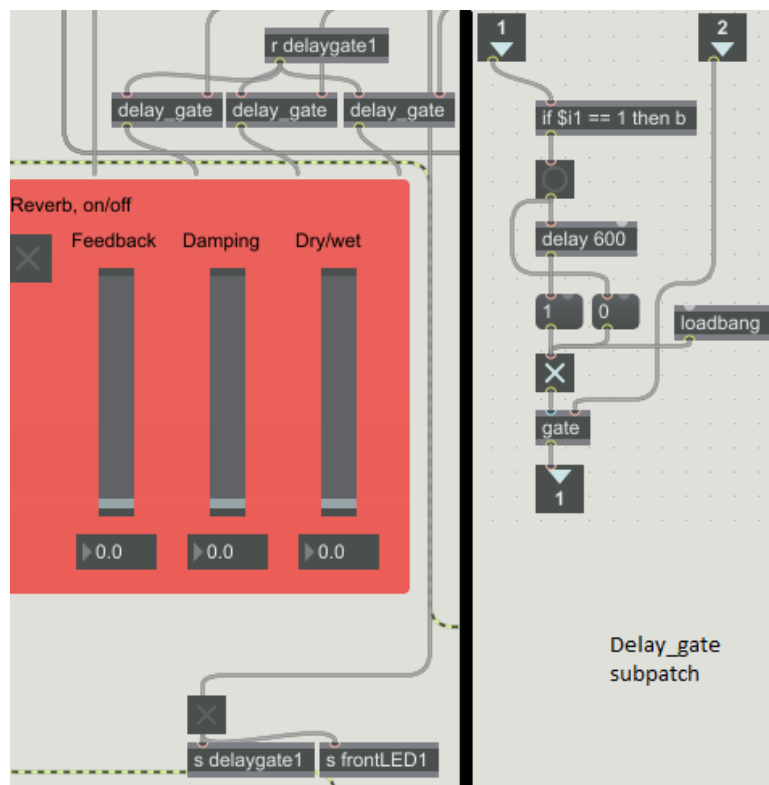 r delaygate1
delay_gate
delay_gate
delay_gate
Reverb, on/off
Feedback
Damping
Dry/wet
0.0
0.0
0.0
s delaygate1
s frontLED1
1
2
if $i1 == 1 then b
delay 600
1
0
loadbang
gate
1
Delay_gate
subpatch